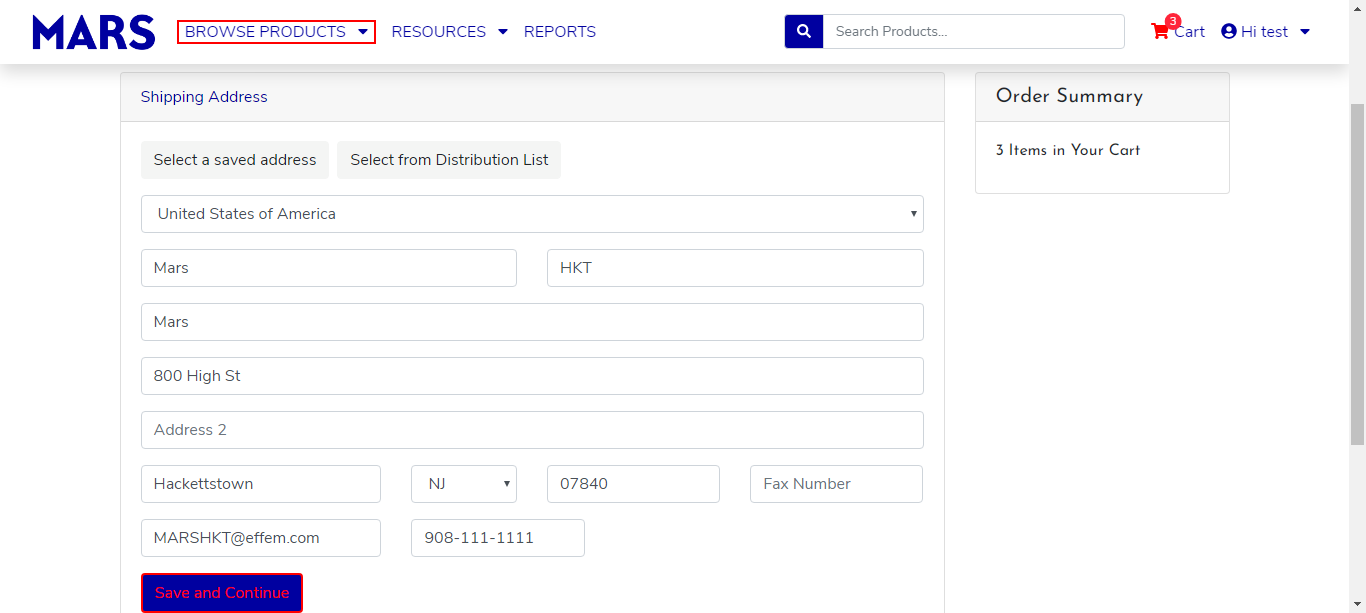 MARS BROWSE PRODUCTS RESOURCES REPORTS Search Products... 3 Cart Hi test
Shipping Address
Order Summary
Select a saved address Select from Distribution List
3 Items in Your Cart
United States of America
Mars HKT
Mars
800 High St
Address 2
Hackettstown NJ 07840 Fax Number
MARSHKT@effem.com 908-111-1111
Save and Continue